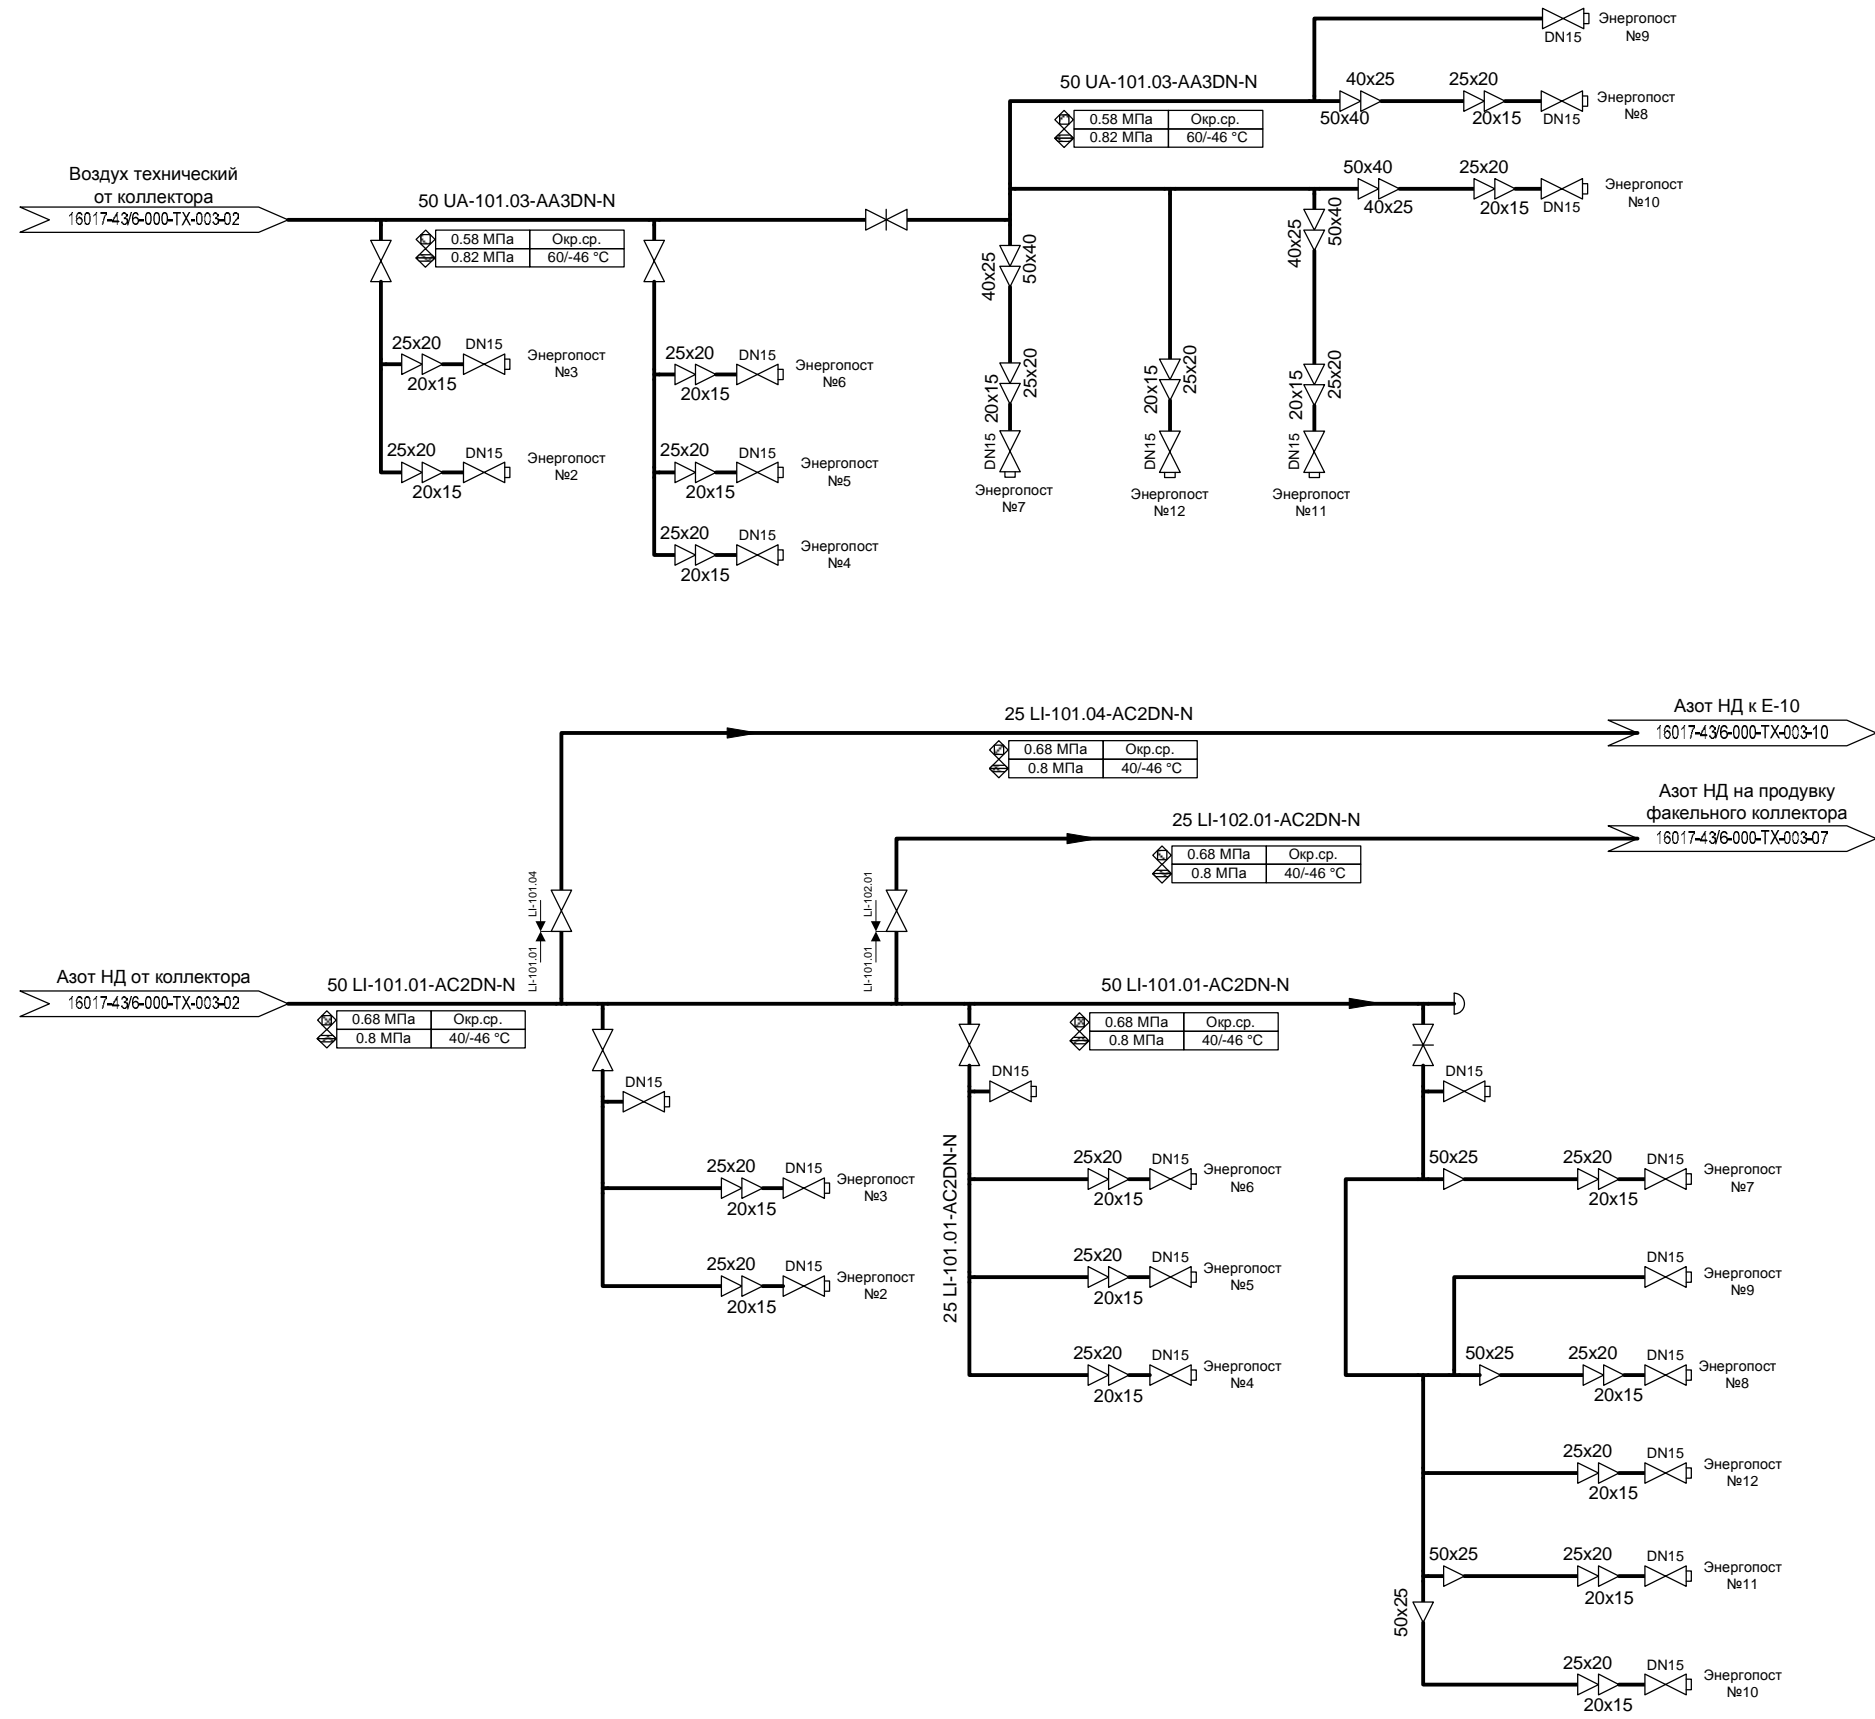 Энергопост
№9
DN15
50 UA-101.03-AA3DN-N
40x25
25x20
Энергопост
№8
50x40
20x15
DN15
0.58 МПа
Окр.ср.
0.82 МПа
60/-46 °C
Воздух технический
от коллектора
16017-43/6-000-ТХ-003-02
50 UA-101.03-AA3DN-N
0.58 МПа
Окр.ср.
0.82 МПа
60/-46 °C
50x40
25x20
Энергопост
№10
40x25
20x15
DN15
40x25
50x40
40x25
50x40
25x20
DN15
Энергопост
№3
20x15
25x20
DN15
Энергопост
№6
20x15
20x15
25x20
20x15
25x20
20x15
25x20
25x20
DN15
Энергопост
№2
20x15
25x20
DN15
Энергопост
№5
20x15
DN15
Энергопост
№7
DN15
Энергопост
№12
DN15
Энергопост
№11
25x20
DN15
Энергопост
№4
20x15
25 LI-101.04-AC2DN-N
0.68 МПа
Окр.ср.
0.8 МПа
40/-46 °C
Азот НД к Е-10
16017-43/6-000-ТХ-003-10
Азот НД на продувку
факельного коллектора
16017-43/6-000-ТХ-003-07
25 LI-102.01-AC2DN-N
0.68 МПа
Окр.ср.
0.8 МПа
40/-46 °C
LI-101.04
LI-101.01
LI-102.01
LI-101.01
Азот НД от коллектора
16017-43/6-000-ТХ-003-02
50 LI-101.01-AC2DN-N
0.68 МПа
Окр.ср.
0.8 МПа
40/-46 °C
50 LI-101.01-AC2DN-N
0.68 МПа
Окр.ср.
0.8 МПа
40/-46 °C
DN15
DN15
DN15
25 LI-101.01-AC2DN-N
25x20
DN15
Энергопост
№3
20x15
25x20
DN15
Энергопост
№2
20x15
25x20
DN15
Энергопост
№6
20x15
25x20
DN15
Энергопост
№5
20x15
25x20
DN15
Энергопост
№4
20x15
50x25
25x20
DN15
Энергопост
№7
20x15
DN15
Энергопост
№9
50x25
25x20
DN15
Энергопост
№8
20x15
25x20
DN15
Энергопост
№12
20x15
50x25
25x20
DN15
Энергопост
№11
20x15
50x25
25x20
DN15
Энергопост
№10
20x15